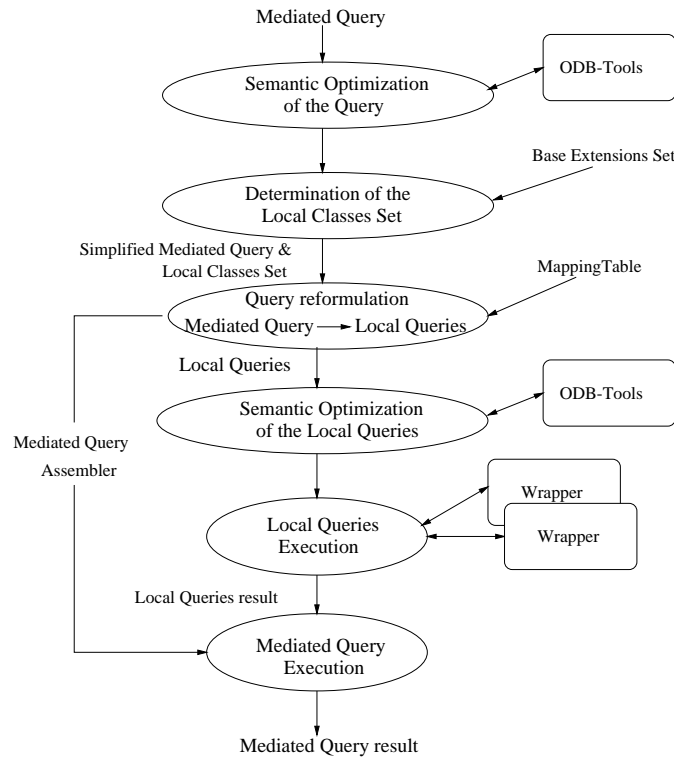 Mediated Query
Semantic Optimization
of the Query
ODB-Tools
Base Extensions Set
Determination of the
Local Classes Set
Simplified Mediated Query &
Local Classes Set
MappingTable
Query reformulation
Mediated Query Local Queries
Local Queries
Semantic Optimization
of the Local Queries
ODB-Tools
Mediated Query
Assembler
Wrapper
Wrapper
Local Queries
Execution
Local Queries result
Mediated Query
Execution
Mediated Query result